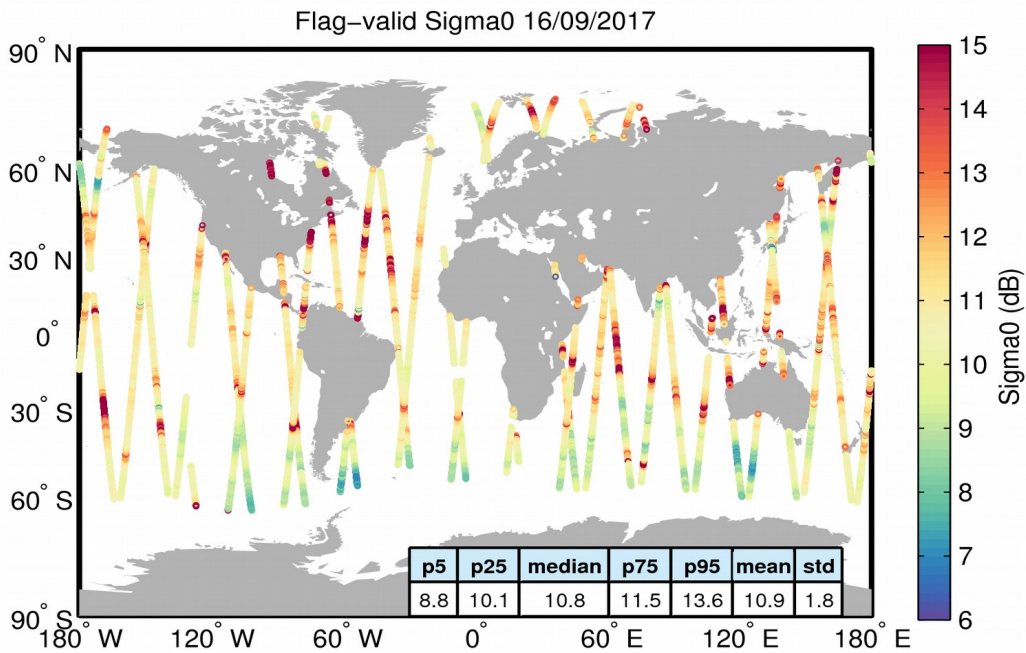 Flag-valid Sigma0 16/09/2017
90° N
60° N
30° N
0°
30° S
60° S
90° S
180° W
120° W
60° W
0°
60° E
120° E
180° E
p5 p25 median p75 p95 mean std
8.8 10.1 10.8 11.5 13.6 10.9 1.8
15
14
13
12
11
10
9
8
7
6
Sigma0 (dB)